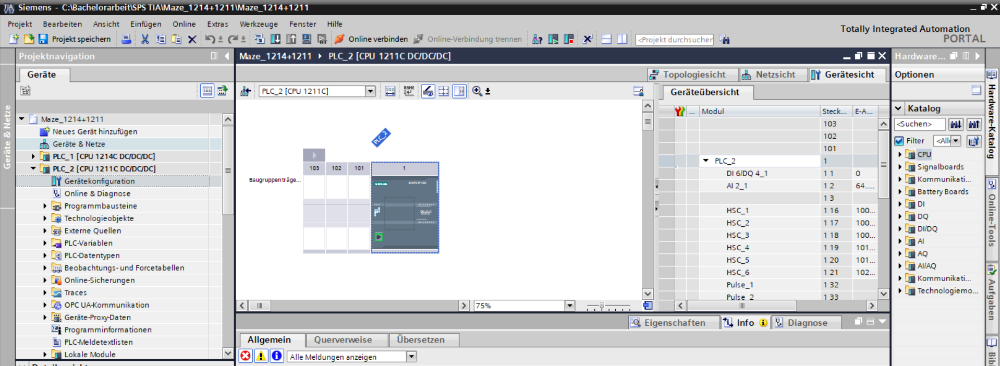 Siemens - C:\Bachelorarbeit\SPS TIA\Maze_1214+1211\Maze_1214+1211
Projekt Bearbeiten Ansicht Einfügen Online Extras Werkzeuge Fenster Hilfe
Totally Integrated Automation
PORTAL
Projekt speichern Online verbinden Online-Verbindung trennen <Projekt durchsucher
Projektnavigation
Geräte
Geräte & Netze
Maze_1214+1211
Neues Gerät hinzufügen
Geräte & Netze
PLC_1 [CPU 1214C DC/DC/DC]
PLC_2 [CPU 1211C DC/DC/DC]
Gerätekonfiguration
Online & Diagnose
Programmbausteine
Technologieobjekte
Externe Quellen
PLC-Variablen
PLC-Datentypen
Beobachtungs- und Forcetabellen
Online-Sicherungen
Traces
OPC UA-Kommunikation
Geräte-Proxy-Daten
Programminformationen
PLC-Meldetextlisten
Lokale Module
Maze_1214+1211 PLC_2 [CPU 1211C DC/DC/DC]
Topologiesicht Netzsicht Gerätesicht
PLC_2 [CPU 1211C]
PLC_2
103 102 101 1
Baugruppenträge...
SIEMENS
75%
Geräteübersicht
... Modul Steck... E-A...
103
102
101
PLC_2 1
DI 6/DQ 4_1 1 1 0
AI 2_1 1 2 64....
1 3
HSC_1 1 16 100...
HSC_2 1 17 100...
HSC_3 1 18 100...
HSC_4 1 19 101...
HSC_5 1 20 101...
HSC_6 1 21 102...
Pulse_1 1 32
Pulse_2 1 33
Eigenschaften Info Diagnose
Allgemein Querverweise Übersetzen
Alle Meldungen anzeigen
Hardware...
Optionen
Katalog
<Suchen>
Filter <All
CPU
Signalboards
Kommunikati...
Battery Boards
DI
DQ
DI/DQ
AI
AQ
AI/AQ
Kommunikati...
Technologiemo...
Hardware-Katalog
Online-Tools
Aufgaben
Bib